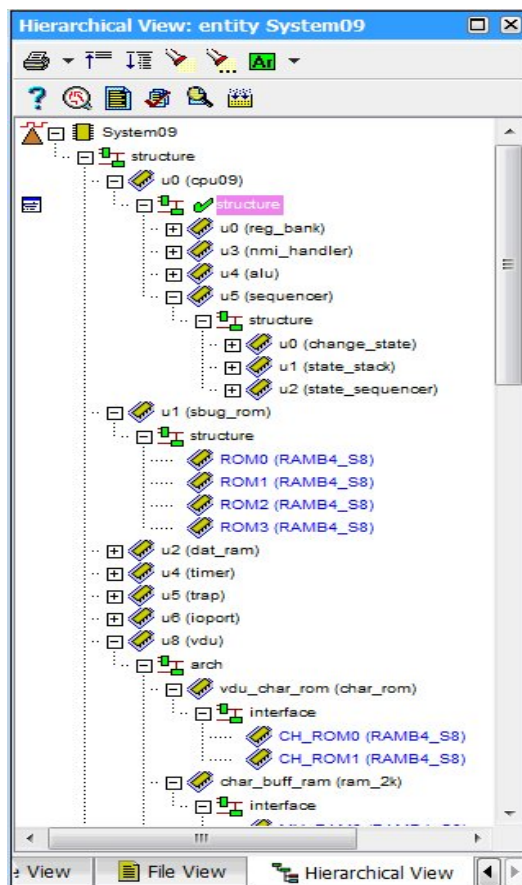 Hierarchical View: entity System09
System09
structure
u0 (cpu09)
structure
u0 (reg_bank)
u3 (nmi_handler)
u4 (alu)
u5 (sequencer)
structure
u0 (change_state)
u1 (state_stack)
u2 (state_sequencer)
u1 (sbug_rom)
structure
ROM0 (RAMB4_S8)
ROM1 (RAMB4_S8)
ROM2 (RAMB4_S8)
ROM3 (RAMB4_S8)
u2 (dat_ram)
u4 (timer)
u5 (trap)
u6 (ioport)
u8 (vdu)
arch
vdu_char_rom (char_rom)
interface
CH_ROM0 (RAMB4_S8)
CH_ROM1 (RAMB4_S8)
char_buff_ram (ram_2k)
interface
e View File View Hierarchical View